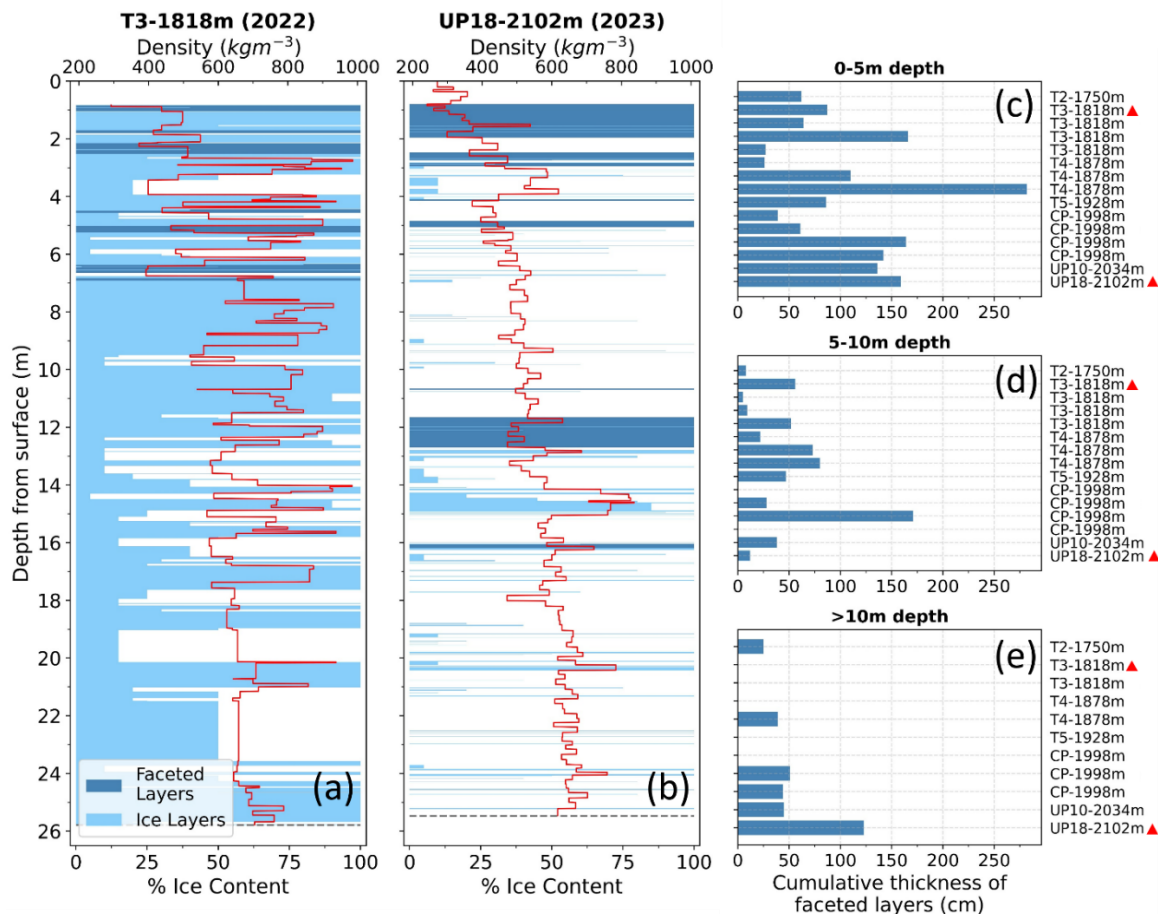 T3-1818m (2022)
Density (kgm⁻³)
200 400 600 800 1001
0
2
4
6
8
10
12
14
16
18
20
22
24
26
Depth from surface (m)
Faceted
Layers
Ice Layers
(a)
0 25 50 75 100
% Ice Content
UP18-2102m (2023)
Density (kgm⁻³)
200 400 600 800 1001
(b)
0 25 50 75 100
% Ice Content
0-5m depth
(c)
T2-1750m
T3-1818m
T3-1818m
T3-1818m
T3-1818m
T4-1878m
T4-1878m
T4-1878m
T5-1928m
CP-1998m
CP-1998m
CP-1998m
CP-1998m
UP10-2034m
UP18-2102m
0 50 100 150 200 250
5-10m depth
(d)
T2-1750m
T3-1818m
T3-1818m
T3-1818m
T3-1818m
T4-1878m
T4-1878m
T4-1878m
T5-1928m
CP-1998m
CP-1998m
CP-1998m
CP-1998m
UP10-2034m
UP18-2102m
0 50 100 150 200 250
>10m depth
(e)
T2-1750m
T3-1818m
T3-1818m
T4-1878m
T4-1878m
T5-1928m
CP-1998m
CP-1998m
CP-1998m
UP10-2034m
UP18-2102m
0 50 100 150 200 250
Cumulative thickness of
faceted layers (cm)